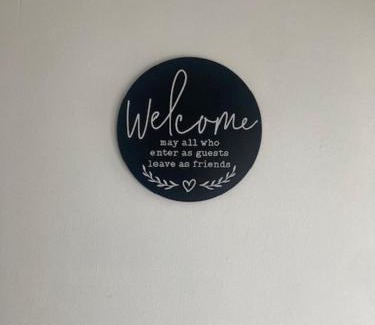 Welcome
may all who
enter as guests
leave as friends